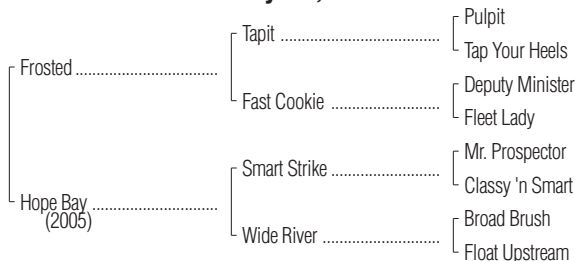 Pulpit
Tapit ..............................
Tap Your Heels
Frosted ................................
Deputy Minister
Fast Cookie .....................
Fleet Lady
Mr. Prospector
Smart Strike .....................
Classy 'n Smart
Hope Bay ............................
(2005)
Broad Brush
Wide River .......................
Float Upstream